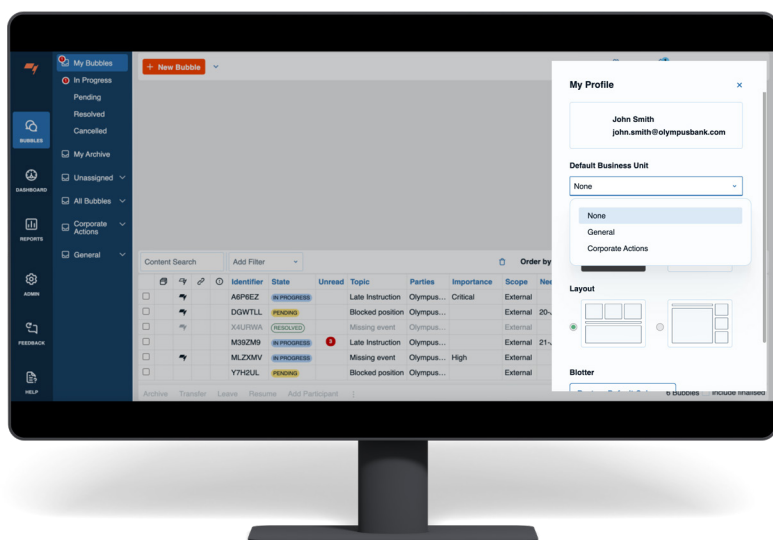 My Bubbles
In Progress
Pending
Resolved
Cancelled
My Archive
Unassigned
All Bubbles
Corporate Actions
General
BUBBLES
DASHBOARD
REPORTS
ADMIN
FEEDBACK
HELP
+ New Bubble
Content Search
Add Filter
Order by
Identifier State Unread Topic Parties Importance Scope
A6P6EZ IN PROGRESS Late Instruction Olympus... Critical External
DGWTLL PENDING Blocked position Olympus... External 20-
X4URWA RESOLVED Missing event Olympus... External
M39ZM9 IN PROGRESS Late Instruction Olympus... External 21-
MLZXMV IN PROGRESS Missing event Olympus... High External
Y7H2UL PENDING Blocked position Olympus... External
Archive Transfer Leave Resume Add Participant
6 Bubbles Include finalised
My Profile ×
John Smith
john.smith@olympusbank.com
Default Business Unit
None
None
General
Corporate Actions
Layout
Blotter